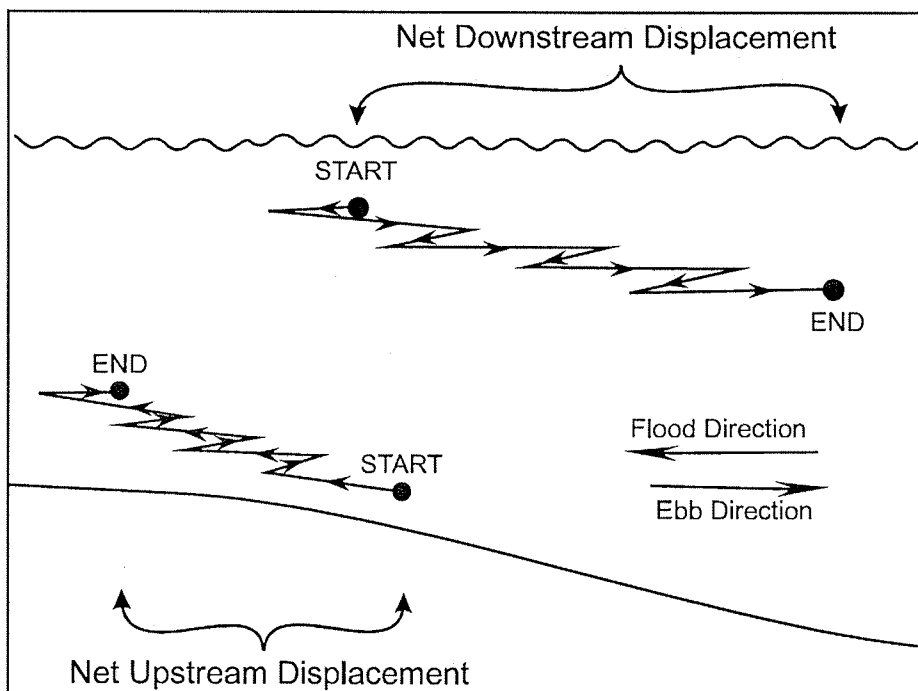 Net Downstream Displacement
START
END
END
START
Flood Direction
Ebb Direction
Net Upstream Displacement